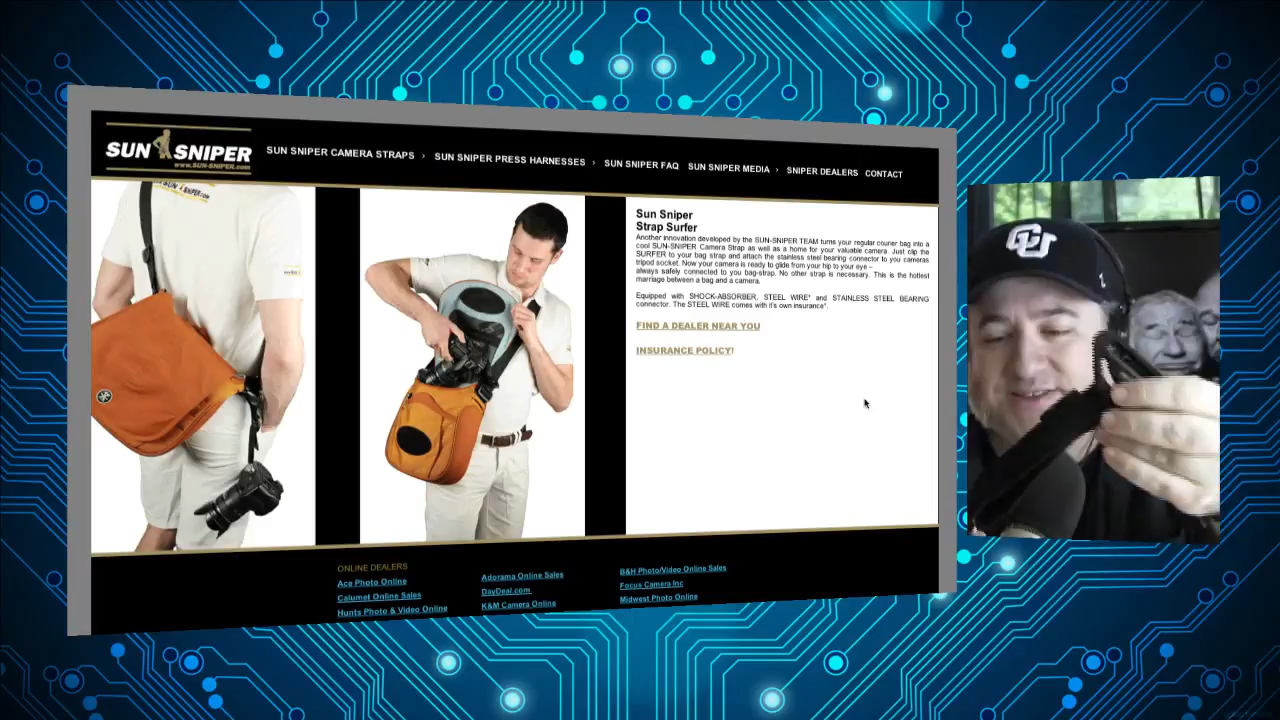 SUN SNIPER
www.SUN-SNIPER.com
SUN SNIPER CAMERA STRAPS › SUN SNIPER PRESS HARNESSES › SUN SNIPER FAQ SUN SNIPER MEDIA › SNIPER DEALERS CONTACT
Sun Sniper
Strap Surfer
Another innovation developed by the SUN-SNIPER TEAM turns your regular courier bag into a
cool SUN-SNIPER Camera Strap as well as a home for your valuable camera. Just clip the
SURFER to your bag strap and attach the stainless steel bearing connector to you cameras
tripod socket. Now your camera is ready to glide from your hip to your eye –
always safely connected to you bag-strap. No other strap is necessary. This is the hottest
marriage between a bag and a camera.
Equipped with SHOCK-ABSORBER, STEEL WIRE* and STAINLESS STEEL BEARING
connector. The STEEL WIRE comes with it's own insurance*.
FIND A DEALER NEAR YOU
INSURANCE POLICY!
CU
ONLINE DEALERS
Ace Photo Online
Calumet Online Sales
Hunts Photo & Video Online
Adorama Online Sales
DayDeal.com
K&M Camera Online
B&H Photo/Video Online Sales
Focus Camera Inc
Midwest Photo Online